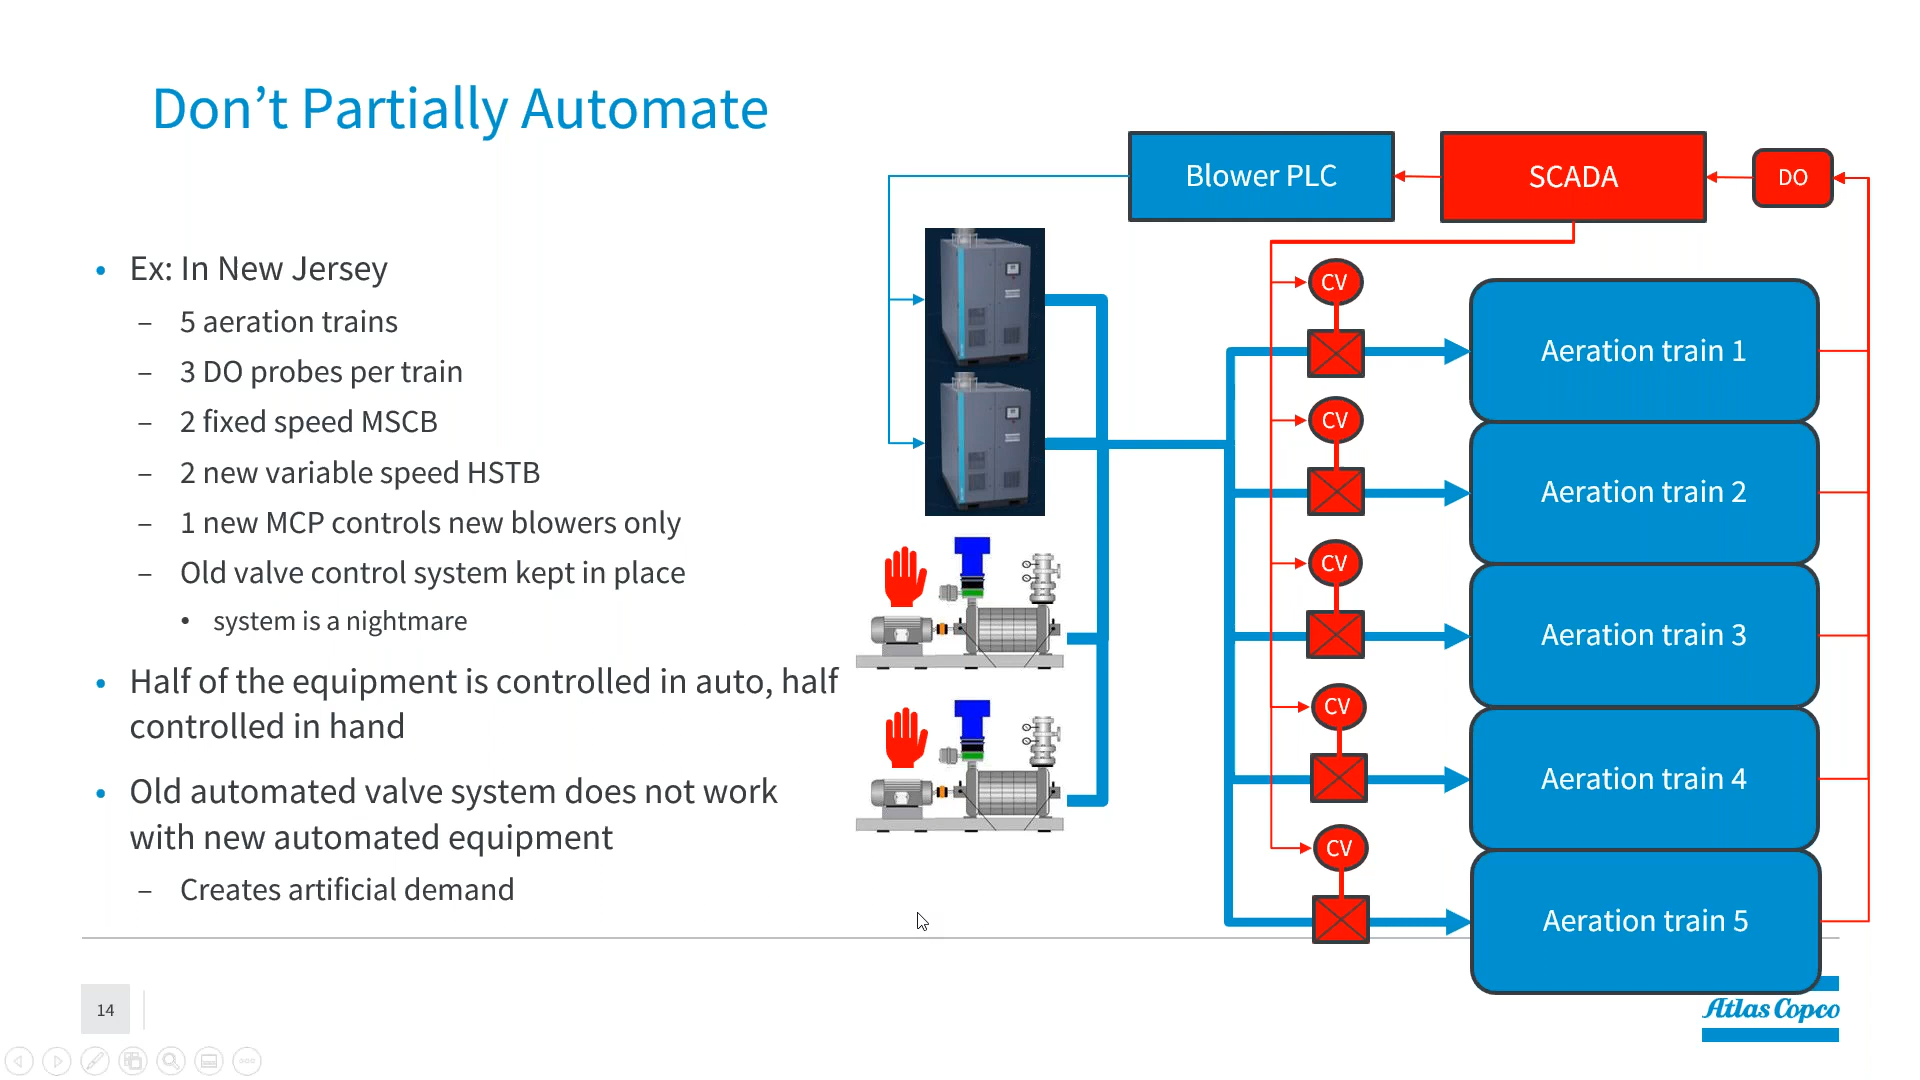 Don’t Partially Automate
• Ex: In New Jersey
– 5 aeration trains
– 3 DO probes per train
– 2 fixed speed MSCB
– 2 new variable speed HSTB
– 1 new MCP controls new blowers only
– Old valve control system kept in place
• system is a nightmare
• Half of the equipment is controlled in auto, half
controlled in hand
• Old automated valve system does not work
with new automated equipment
– Creates artificial demand
Blower PLC
SCADA
DO
CV
Aeration train 1
CV
Aeration train 2
CV
Aeration train 3
CV
Aeration train 4
CV
Aeration train 5
14
Atlas Copco